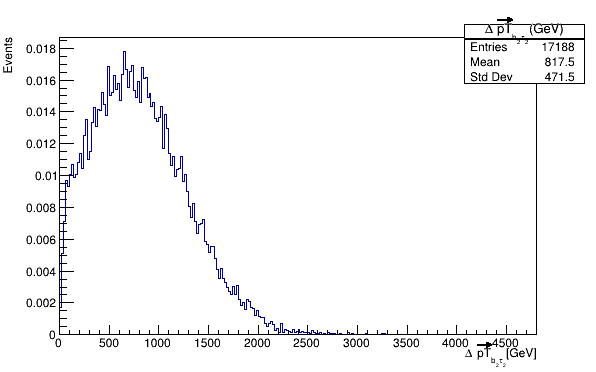 Δ pT b₂τ₂ (GeV)
Entries 17188
Mean 817.5
Std Dev 471.5
Events
0.018
0.016
0.014
0.012
0.01
0.008
0.006
0.004
0.002
0
0 500 1000 1500 2000 2500 3000 3500 4000 4500
Δ pT b₂τ₂ [GeV]